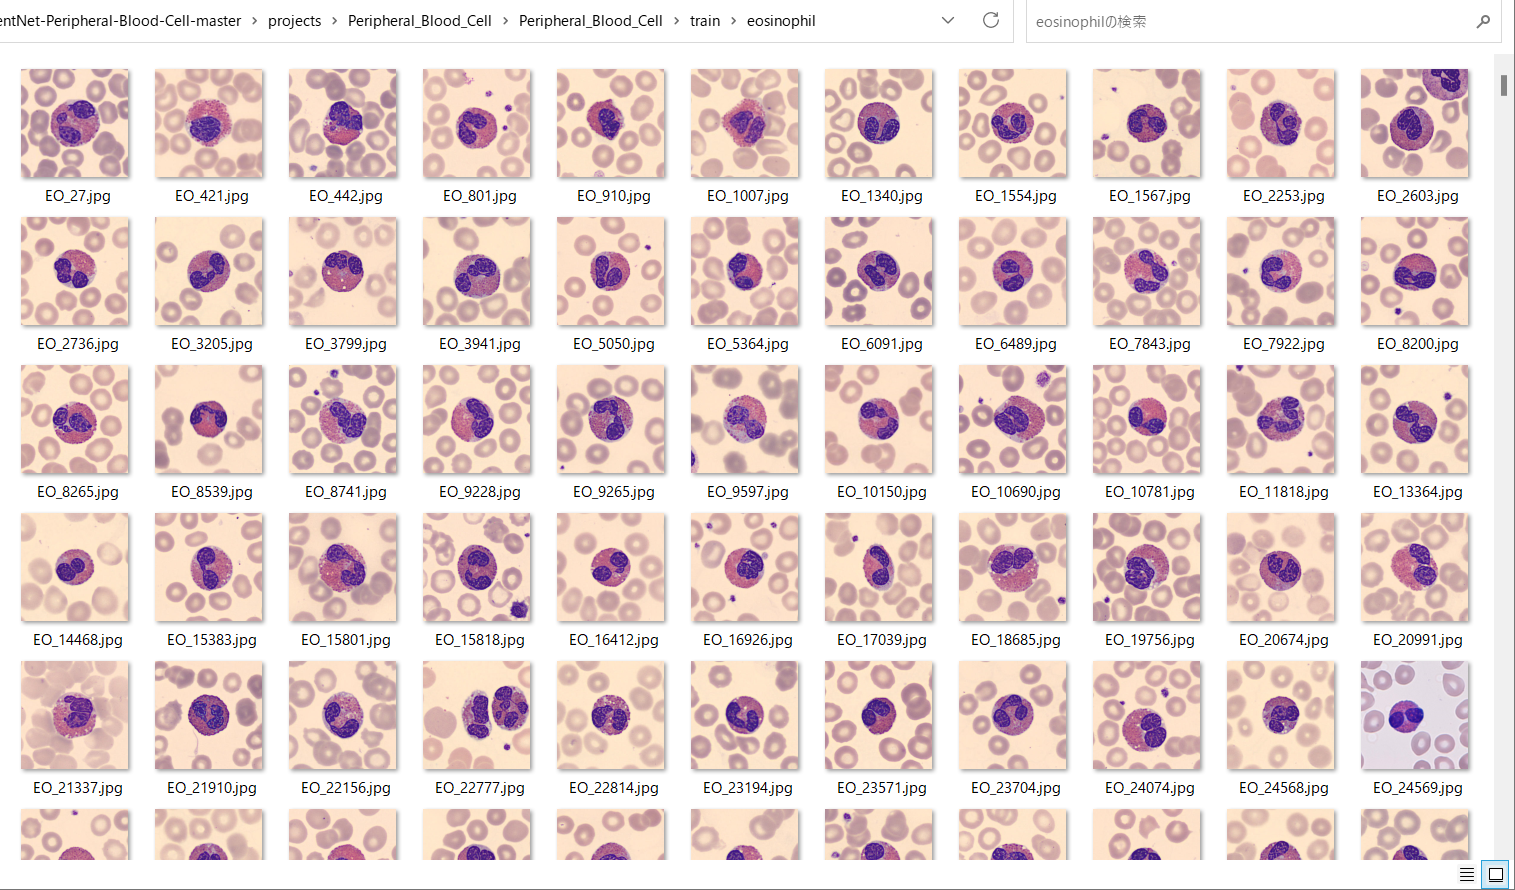 entNet-Peripheral-Blood-Cell-master > projects > Peripheral_Blood_Cell > Peripheral_Blood_Cell > train > eosinophil
eosinophilの検索
EO_27.jpg EO_421.jpg EO_442.jpg EO_801.jpg EO_910.jpg EO_1007.jpg EO_1340.jpg EO_1554.jpg EO_1567.jpg EO_2253.jpg EO_2603.jpg
EO_2736.jpg EO_3205.jpg EO_3799.jpg EO_3941.jpg EO_5050.jpg EO_5364.jpg EO_6091.jpg EO_6489.jpg EO_7843.jpg EO_7922.jpg EO_8200.jpg
EO_8265.jpg EO_8539.jpg EO_8741.jpg EO_9228.jpg EO_9265.jpg EO_9597.jpg EO_10150.jpg EO_10690.jpg EO_10781.jpg EO_11818.jpg EO_13364.jpg
EO_14468.jpg EO_15383.jpg EO_15801.jpg EO_15818.jpg EO_16412.jpg EO_16926.jpg EO_17039.jpg EO_18685.jpg EO_19756.jpg EO_20674.jpg EO_20991.jpg
EO_21337.jpg EO_21910.jpg EO_22156.jpg EO_22777.jpg EO_22814.jpg EO_23194.jpg EO_23571.jpg EO_23704.jpg EO_24074.jpg EO_24568.jpg EO_24569.jpg